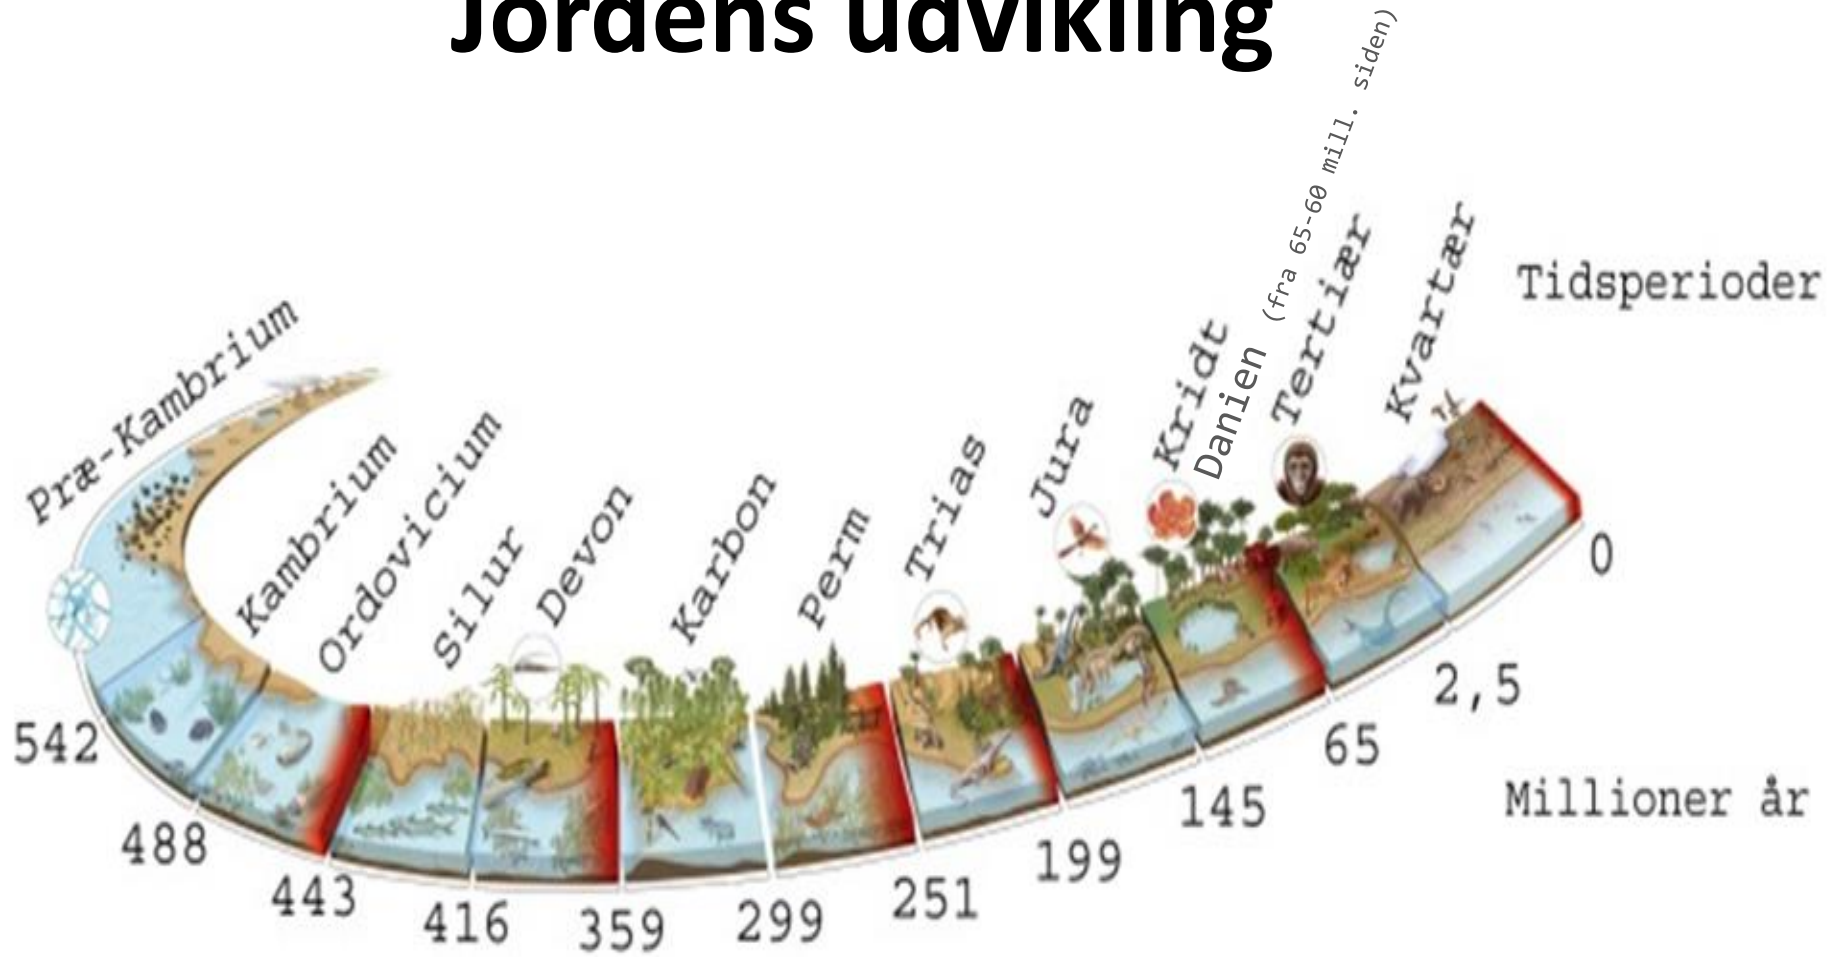 Jordens udvikling
Præ-Kambrium
Kambrium
Ordovicium
Silur
Devon
Karbon
Perm
Trias
Jura
Kridt
Danien (fra 65-60 mill. siden)
Tertiær
Kvartær
Tidsperioder
542
488
443
416
359
299
251
199
145
65
2,5
0
Millioner år